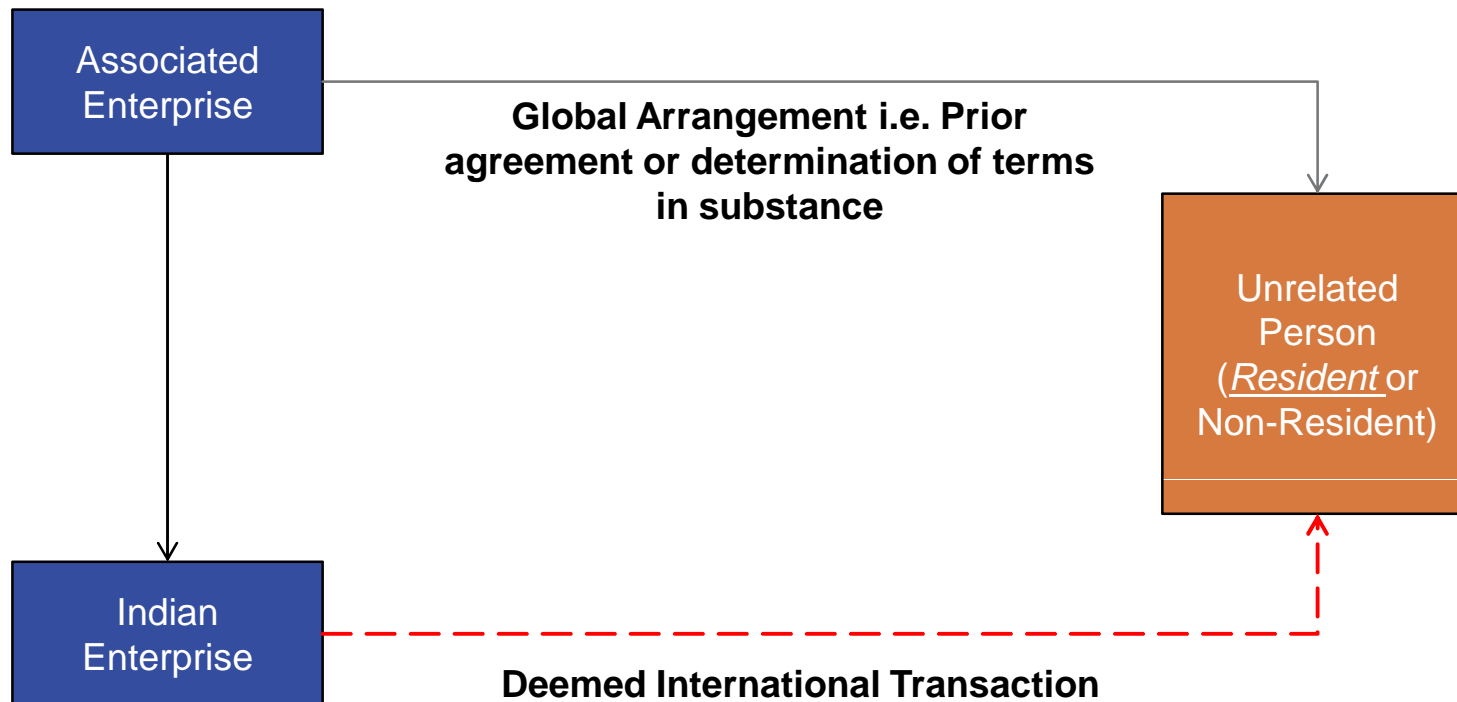 Associated
Enterprise
Global Arrangement i.e. Prior
agreement or determination of terms
in substance
Unrelated
Person
(Resident or
Non-Resident)
Indian
Enterprise
Deemed International Transaction